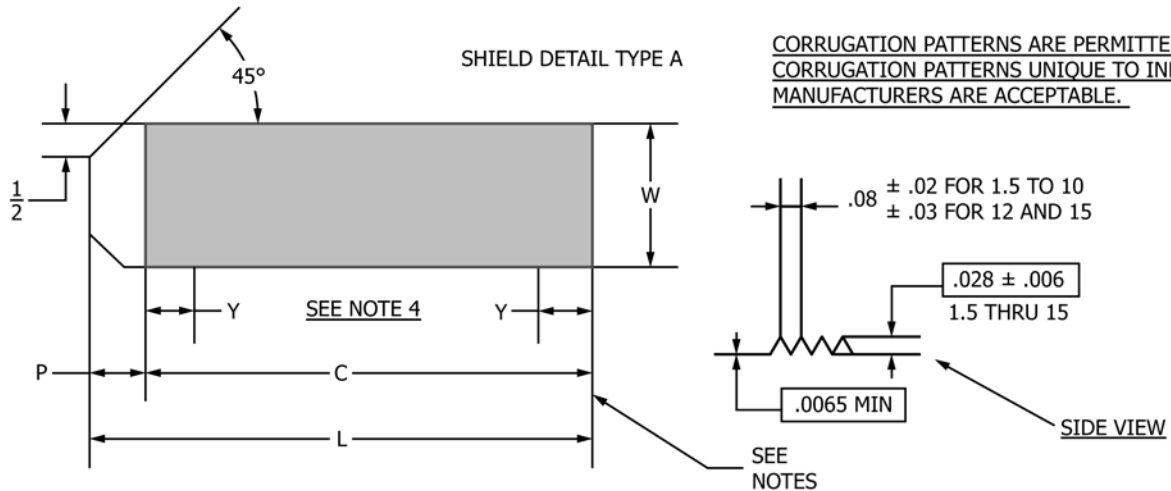 SHIELD DETAIL TYPE A
CORRUGATION PATTERNS ARE
CORRUGATION PATTERNS UNIQUE TO
MANUFACTURERS ARE ACCEPTABLE.
45°
1/2
W
.08 ± .02 FOR 1.5 TO 10
± .03 FOR 12 AND 15
.028 ± .006
1.5 THRU 15
Y
SEE NOTE 4
Y
P
C
.0065 MIN
L
SIDE VIEW
SEE
NOTES